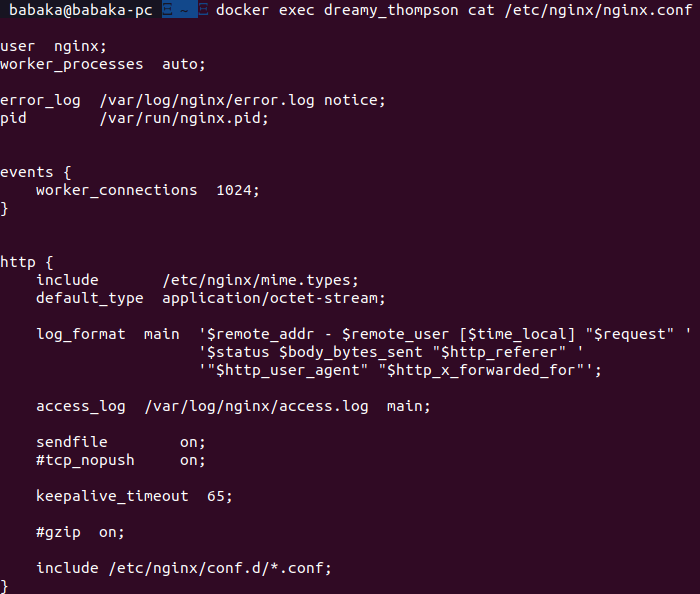 babaka@babaka-pc ~ docker exec dreamy_thompson cat /etc/nginx/nginx.conf
user  nginx;
worker_processes  auto;
error_log  /var/log/nginx/error.log notice;
pid        /var/run/nginx.pid;
events {
    worker_connections  1024;
}
http {
    include       /etc/nginx/mime.types;
    default_type  application/octet-stream;
    log_format  main  '$remote_addr - $remote_user [$time_local] "$request" '
                      '$status $body_bytes_sent "$http_referer" '
                      '"$http_user_agent" "$http_x_forwarded_for"';
    access_log  /var/log/nginx/access.log  main;
    sendfile        on;
    #tcp_nopush     on;
    keepalive_timeout  65;
    #gzip  on;
    include /etc/nginx/conf.d/*.conf;
}